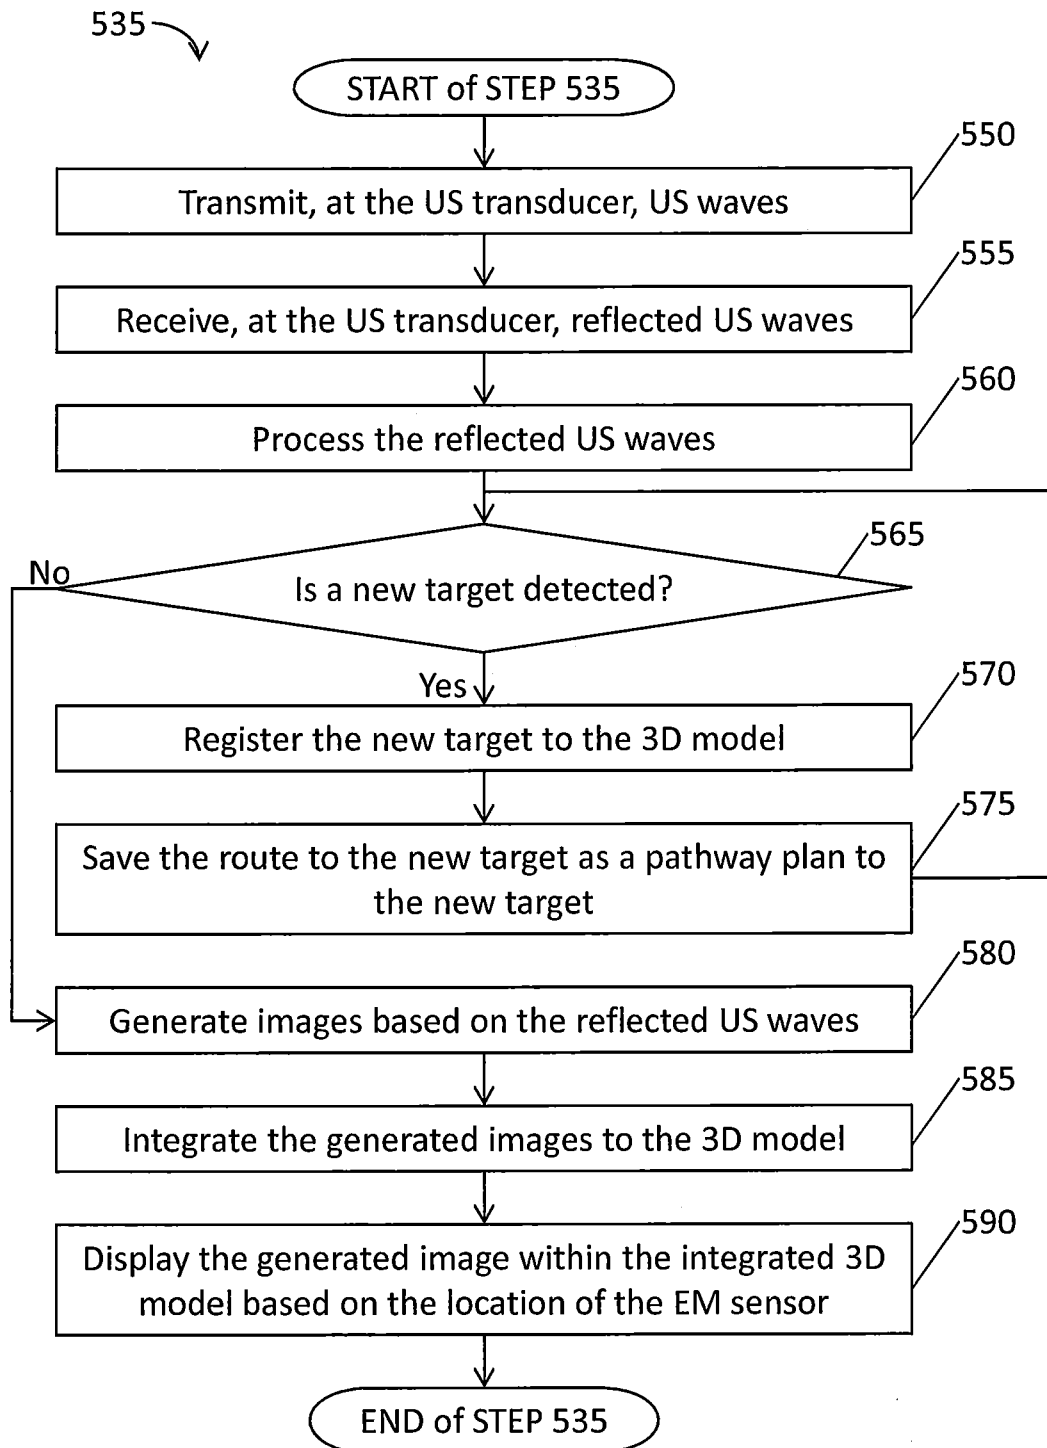 535
START of STEP 535
550
Transmit, at the US transducer, US waves
555
Receive, at the US transducer, reflected US waves
560
Process the reflected US waves
565
No
Is a new target detected?
Yes
570
Register the new target to the 3D model
575
Save the route to the new target as a pathway plan to
the new target
580
Generate images based on the reflected US waves
585
Integrate the generated images to the 3D model
590
Display the generated image within the integrated 3D
model based on the location of the EM sensor
END of STEP 535